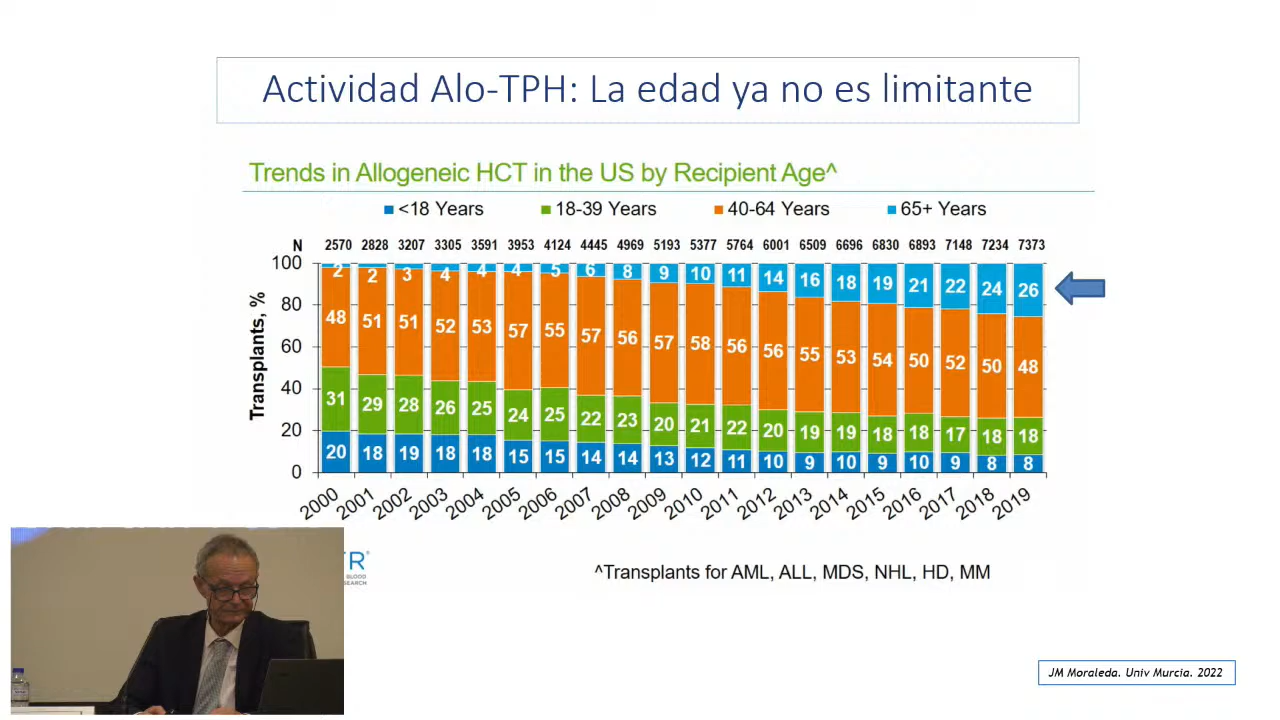 Actividad Alo-TPH: La edad ya no es limitante
Trends in Allogeneic HCT in the US by Recipient Age^
<18 Years 18-39 Years 40-64 Years 65+ Years
N 2570 2828 3207 3305 3591 3953 4124 4445 4969 5193 5377 5764 6001 6509 6696 6830 6893 7148 7234 7373
Transplants, %
100
80
60
40
20
0
2 2 3 4 4 4 5 6 8 9 10 11 14 16 18 19 21 22 24 26
48 51 51 52 53 57 55 57 56 57 58 56 56 55 53 54 50 52 50 48
31 29 28 26 25 24 25 22 23 20 21 22 20 19 19 18 18 17 18 18
20 18 19 18 18 15 15 14 14 13 12 11 10 9 10 9 10 9 8 8
2000 2001 2002 2003 2004 2005 2006 2007 2008 2009 2010 2011 2012 2013 2014 2015 2016 2017 2018 2019
^Transplants for AML, ALL, MDS, NHL, HD, MM
JM Moraleda. Univ Murcia. 2022